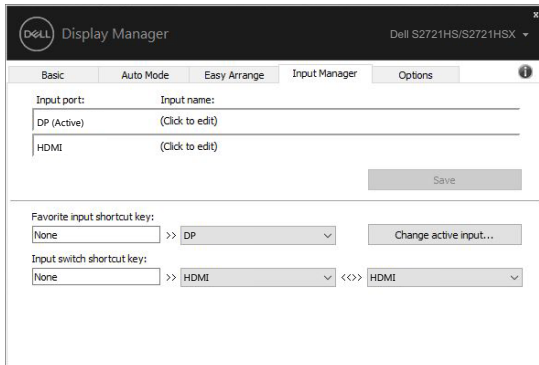 x
DELL Display Manager Dell S2721HS/S2721HSX
Basic Auto Mode Easy Arrange Input Manager Options i
Input port: Input name:
DP (Active) (Click to edit)
HDMI (Click to edit)
Save
Favorite input shortcut key:
None >> DP Change active input...
Input switch shortcut key:
None >> HDMI <<>> HDMI